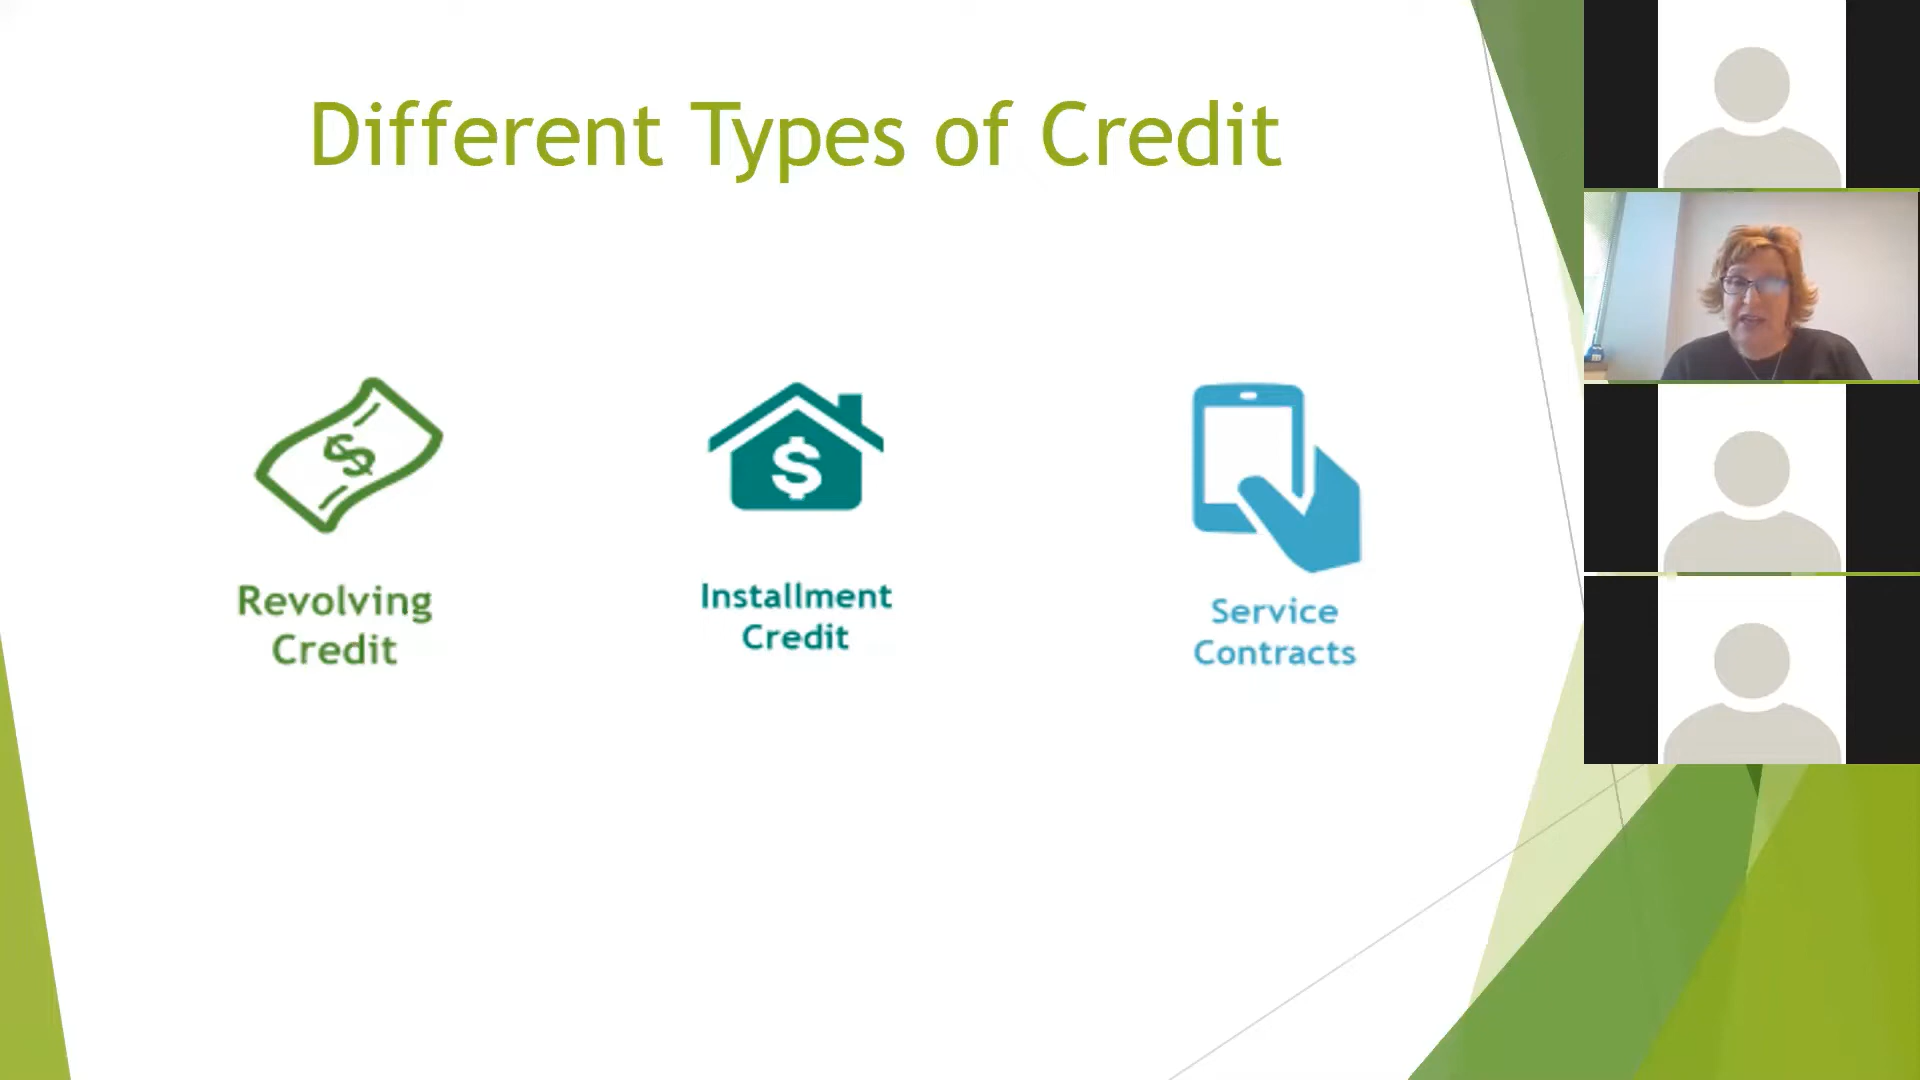 Different Types of Credit
Revolving
Credit
Installment
Credit
Service
Contracts